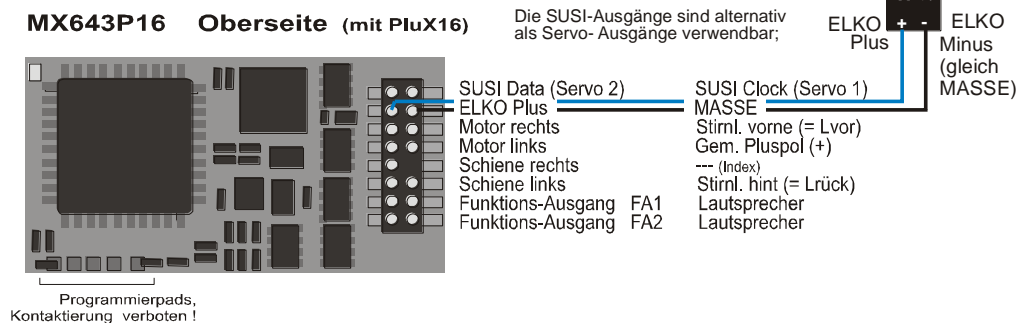 MX643P16 Oberseite (mit PluX16)
Die SUSI-Ausgänge sind alternativ
als Servo- Ausgänge verwendbar;
ELKO
Plus
+ -
ELKO
Minus
(gleich
MASSE)
SUSI Data (Servo 2) SUSI Clock (Servo 1)
ELKO Plus MASSE
Motor rechts Stirnl. vorne (= Lvor)
Motor links Gem. Pluspol (+)
Schiene rechts --- (Index)
Schiene links Stirnl. hint (= Lrück)
Funktions-Ausgang FA1 Lautsprecher
Funktions-Ausgang FA2 Lautsprecher
Programmierpads,
Kontaktierung verboten !